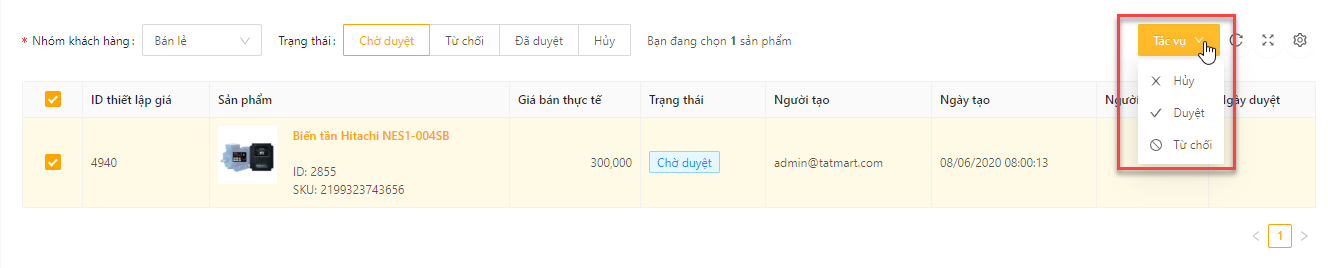 * Nhóm khách hàng : Bán lẻ Trạng thái : Chờ duyệt Từ chối Đã duyệt Hủy Bạn đang chọn 1 sản phẩm Tác vụ
Hủy
Duyệt
Từ chối
ID thiết lập giá Sản phẩm Giá bán thực tế Trạng thái Người tạo Ngày tạo Người duyệt
Biến tần Hitachi NES1-004SB
4940 300,000 Chờ duyệt admin@tatmart.com 08/06/2020 08:00:13
ID: 2855
SKU: 2199323743656
1